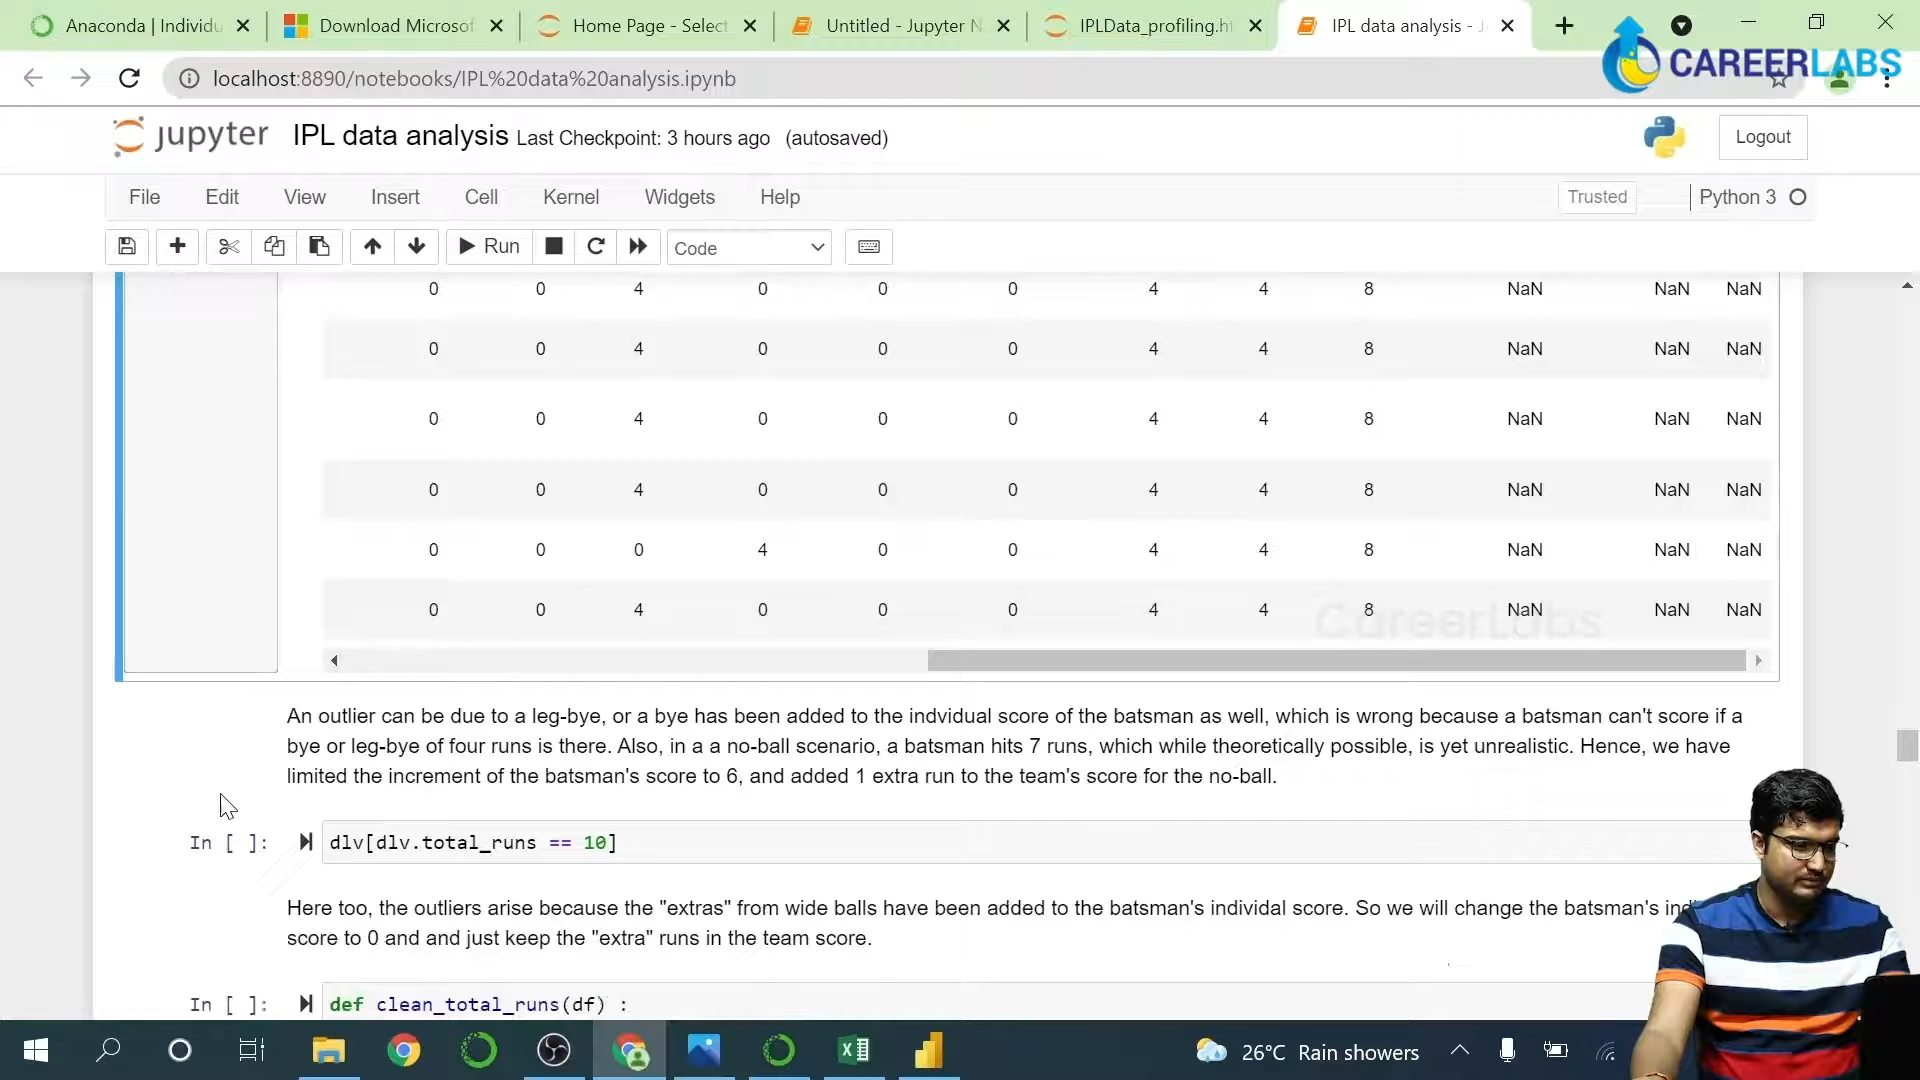 Anaconda | Individu
Download Microsof
Home Page - Select
Untitled - Jupyter N
IPLData_profiling.ht
IPL data analysis - J
CAREERLABS
localhost:8890/notebooks/IPL%20data%20analysis.ipynb
jupyter IPL data analysis Last Checkpoint: 3 hours ago (autosaved)
Logout
File Edit View Insert Cell Kernel Widgets Help
Trusted
Python 3
Run
Code
0 0 4 0 0 0 4 4 8 NaN NaN NaN
0 0 4 0 0 0 4 4 8 NaN NaN NaN
0 0 4 0 0 0 4 4 8 NaN NaN NaN
0 0 4 0 0 0 4 4 8 NaN NaN NaN
0 0 0 4 0 0 4 4 8 NaN NaN NaN
0 0 4 0 0 0 4 4 8 NaN NaN NaN
CareerLabs
An outlier can be due to a leg-bye, or a bye has been added to the indvidual score of the batsman as well, which is wrong because a batsman can't score if a
bye or leg-bye of four runs is there. Also, in a a no-ball scenario, a batsman hits 7 runs, which while theoretically possible, is yet unrealistic. Hence, we have
limited the increment of the batsman's score to 6, and added 1 extra run to the team's score for the no-ball.
In [ ]: dlv[dlv.total_runs == 10]
Here too, the outliers arise because the "extras" from wide balls have been added to the batsman's individal score. So we will change the batsman's ind
score to 0 and and just keep the "extra" runs in the team score.
In [ ]: def clean_total_runs(df) :
26°C Rain showers